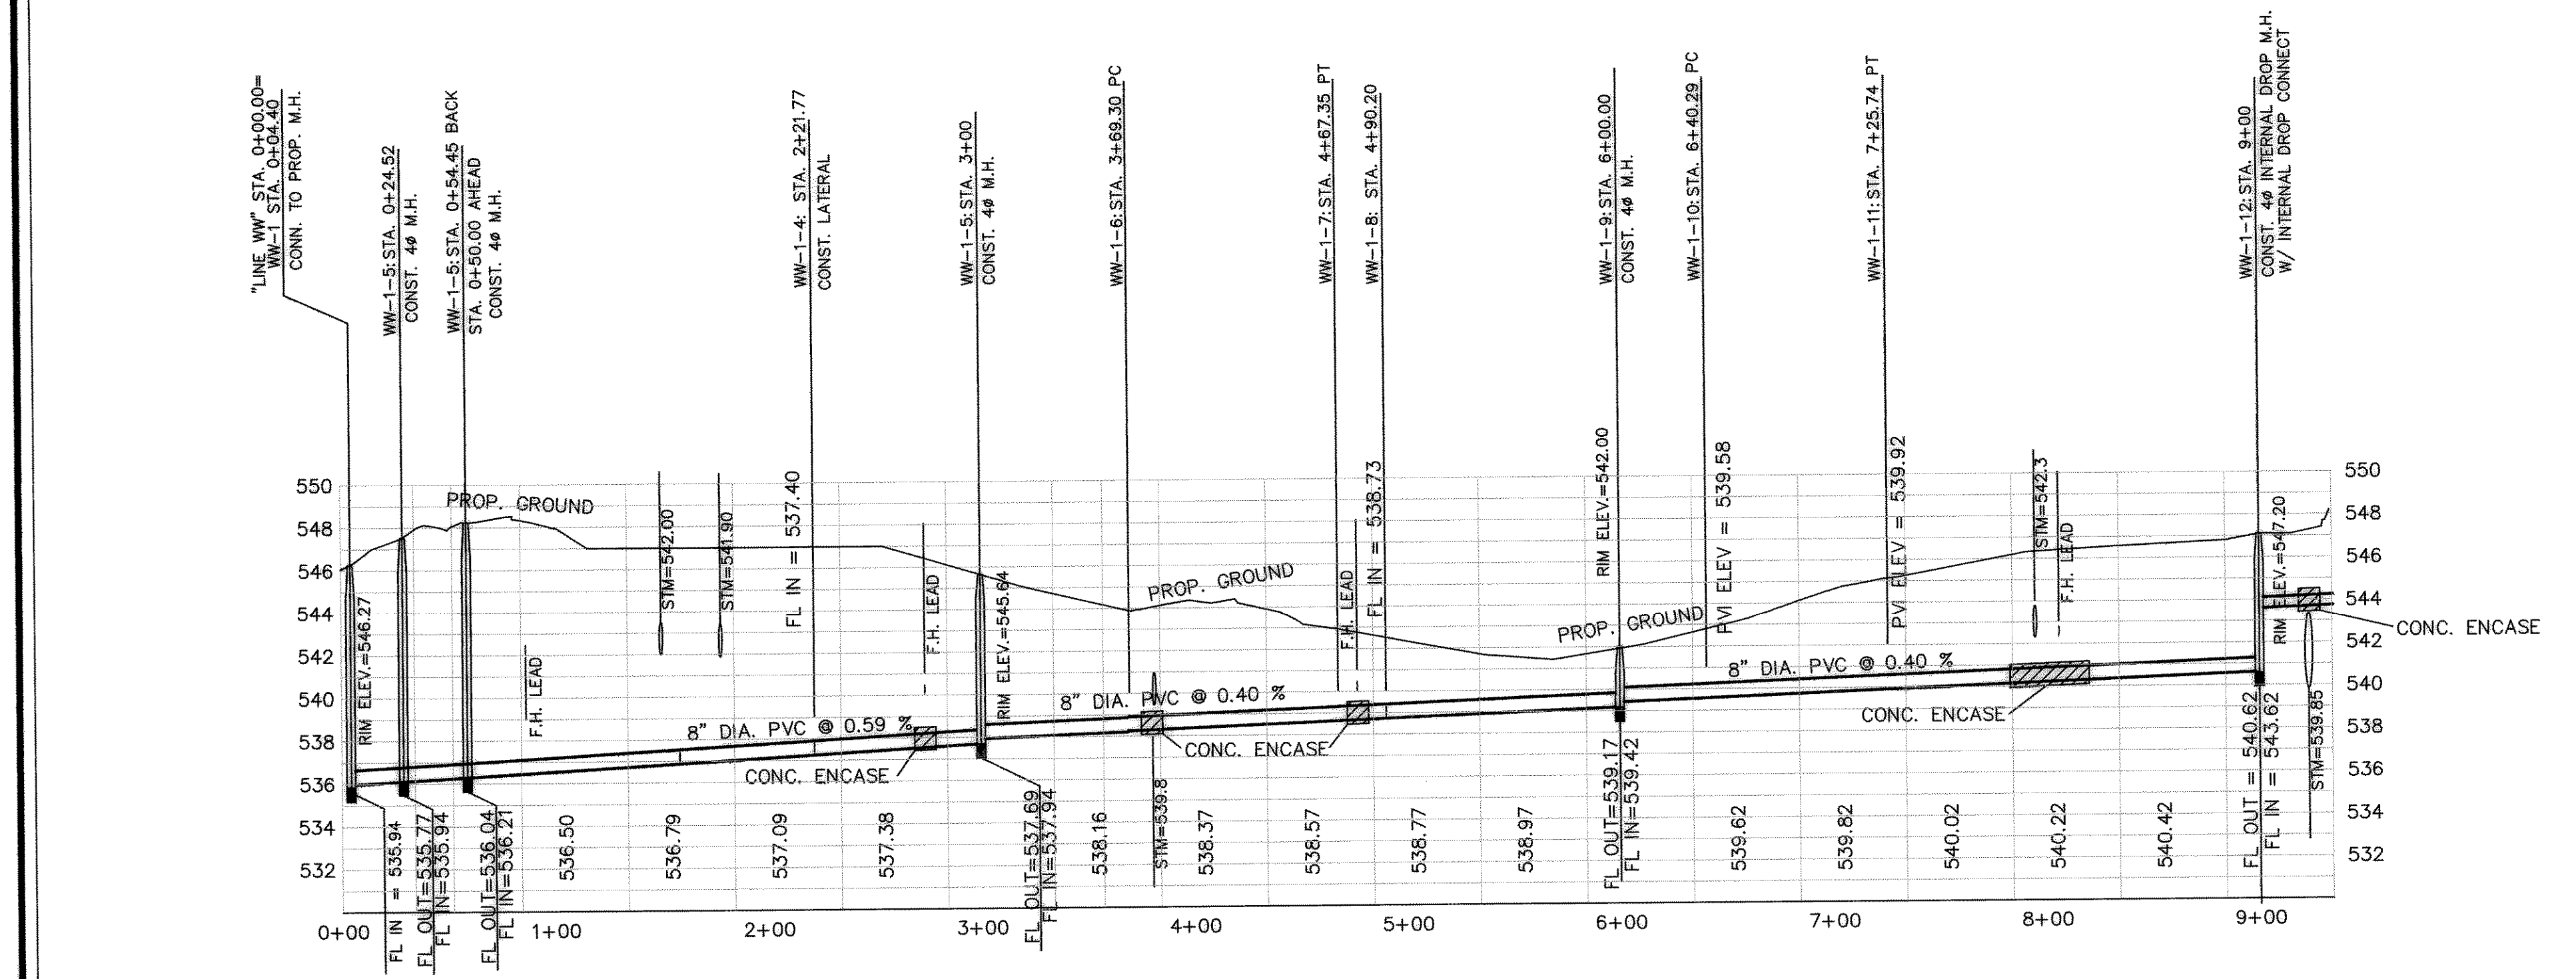 "LINE WW" STA. 0+00.00=
WW-1 STA. 0+04.40
CONN. TO PROP. M.H.
WW-1-5: STA. 0+24.52
CONST. 4ø M.H.
WW-1-5: STA. 0+54.45 BACK
STA. 0+50.00 AHEAD
CONST. 4ø M.H.
WW-1-4: STA. 2+21.77
CONST. LATERAL
WW-1-5: STA. 3+00
CONST. 4ø M.H.
WW-1-6: STA. 3+69.30 PC
WW-1-7: STA. 4+67.35 PT
WW-1-8: STA. 4+90.20
WW-1-9: STA. 6+00.00
CONST. 4ø M.H.
WW-1-10: STA. 6+40.29 PC
WW-1-11: STA. 7+25.74 PT
WW-1-12: STA. 9+00
CONST. 4ø INTERNAL DROP M.H.
W/ INTERNAL DROP CONNECT
550
548
546
544
542
540
538
536
534
532
RIM ELEV.=546.27
PROP. GROUND
F.H. LEAD
STM=542.00
STM=541.90
FL IN = 537.40
F.H. LEAD
RIM ELEV.=545.64
PROP. GROUND
F.H. LEAD
FL IN = 538.73
RIM ELEV.=542.00
PROP. GROUND
PVI ELEV = 539.58
PVI ELEV = 539.92
STM=542.3
F.H. LEAD
RIM ELEV.=547.20
550
548
546
544
542
540
538
536
534
532
CONC. ENCASE
8" DIA. PVC @ 0.59 %
CONC. ENCASE
8" DIA. PVC @ 0.40 %
CONC. ENCASE
8" DIA. PVC @ 0.40 %
CONC. ENCASE
FL IN = 535.94
FL OUT=535.77
FL IN=535.94
FL OUT=536.04
FL IN=536.21
536.50
536.79
537.09
537.38
FL OUT=537.69
FL IN=537.94
538.16
STM=539.8
538.37
538.57
538.77
538.97
FL OUT=539.17
FL IN=539.42
539.62
539.82
540.02
540.22
540.42
FL OUT = 540.62
FL IN = 543.62
STM=539.85
0+00
1+00
2+00
3+00
4+00
5+00
6+00
7+00
8+00
9+00